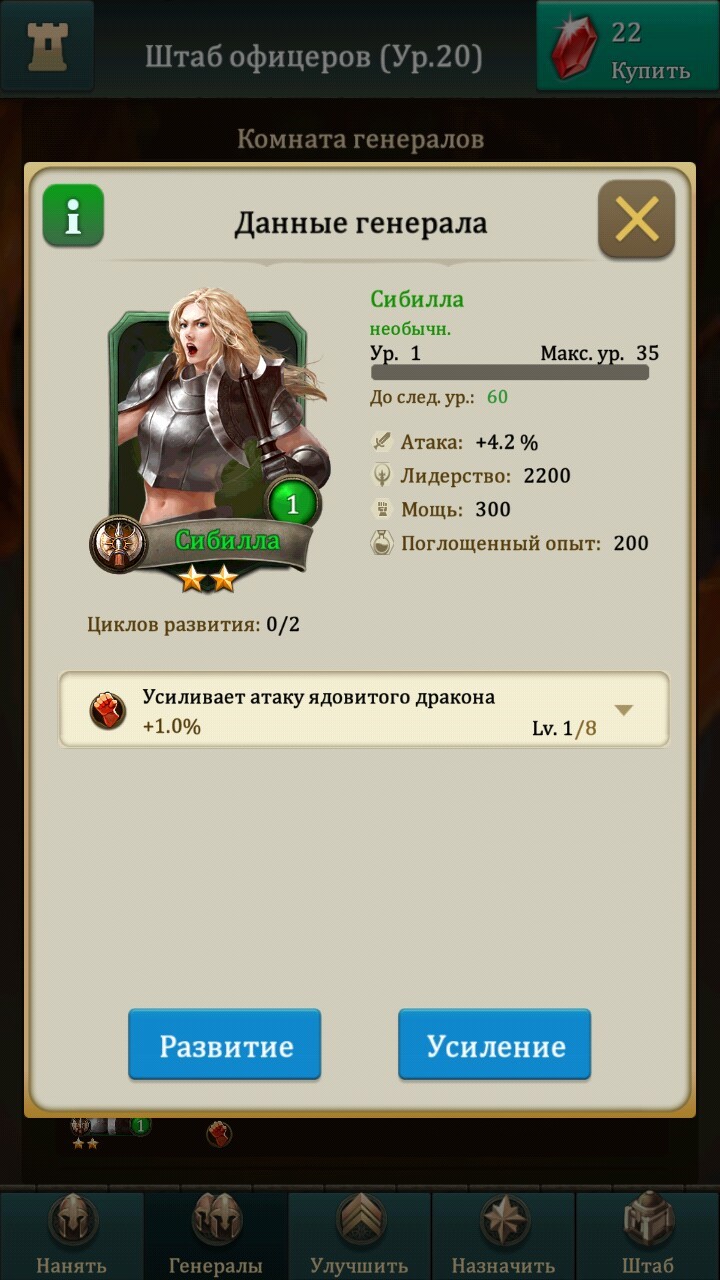 Штаб офицеров (Ур.20)
22
Купить
Комната генералов
i
Данные генерала
Сибилла
необычн.
Ур. 1 Макс. ур. 35
До след. ур.: 60
Атака: +4.2 %
Лидерство: 2200
Мощь: 300
Поглощенный опыт: 200
1
Сибилла
Циклов развития: 0/2
Усиливает атаку ядовитого дракона
+1.0%
Lv. 1/8
Развитие
Усиление
1
Нанять
Генералы
Улучшить
Назначить
Штаб